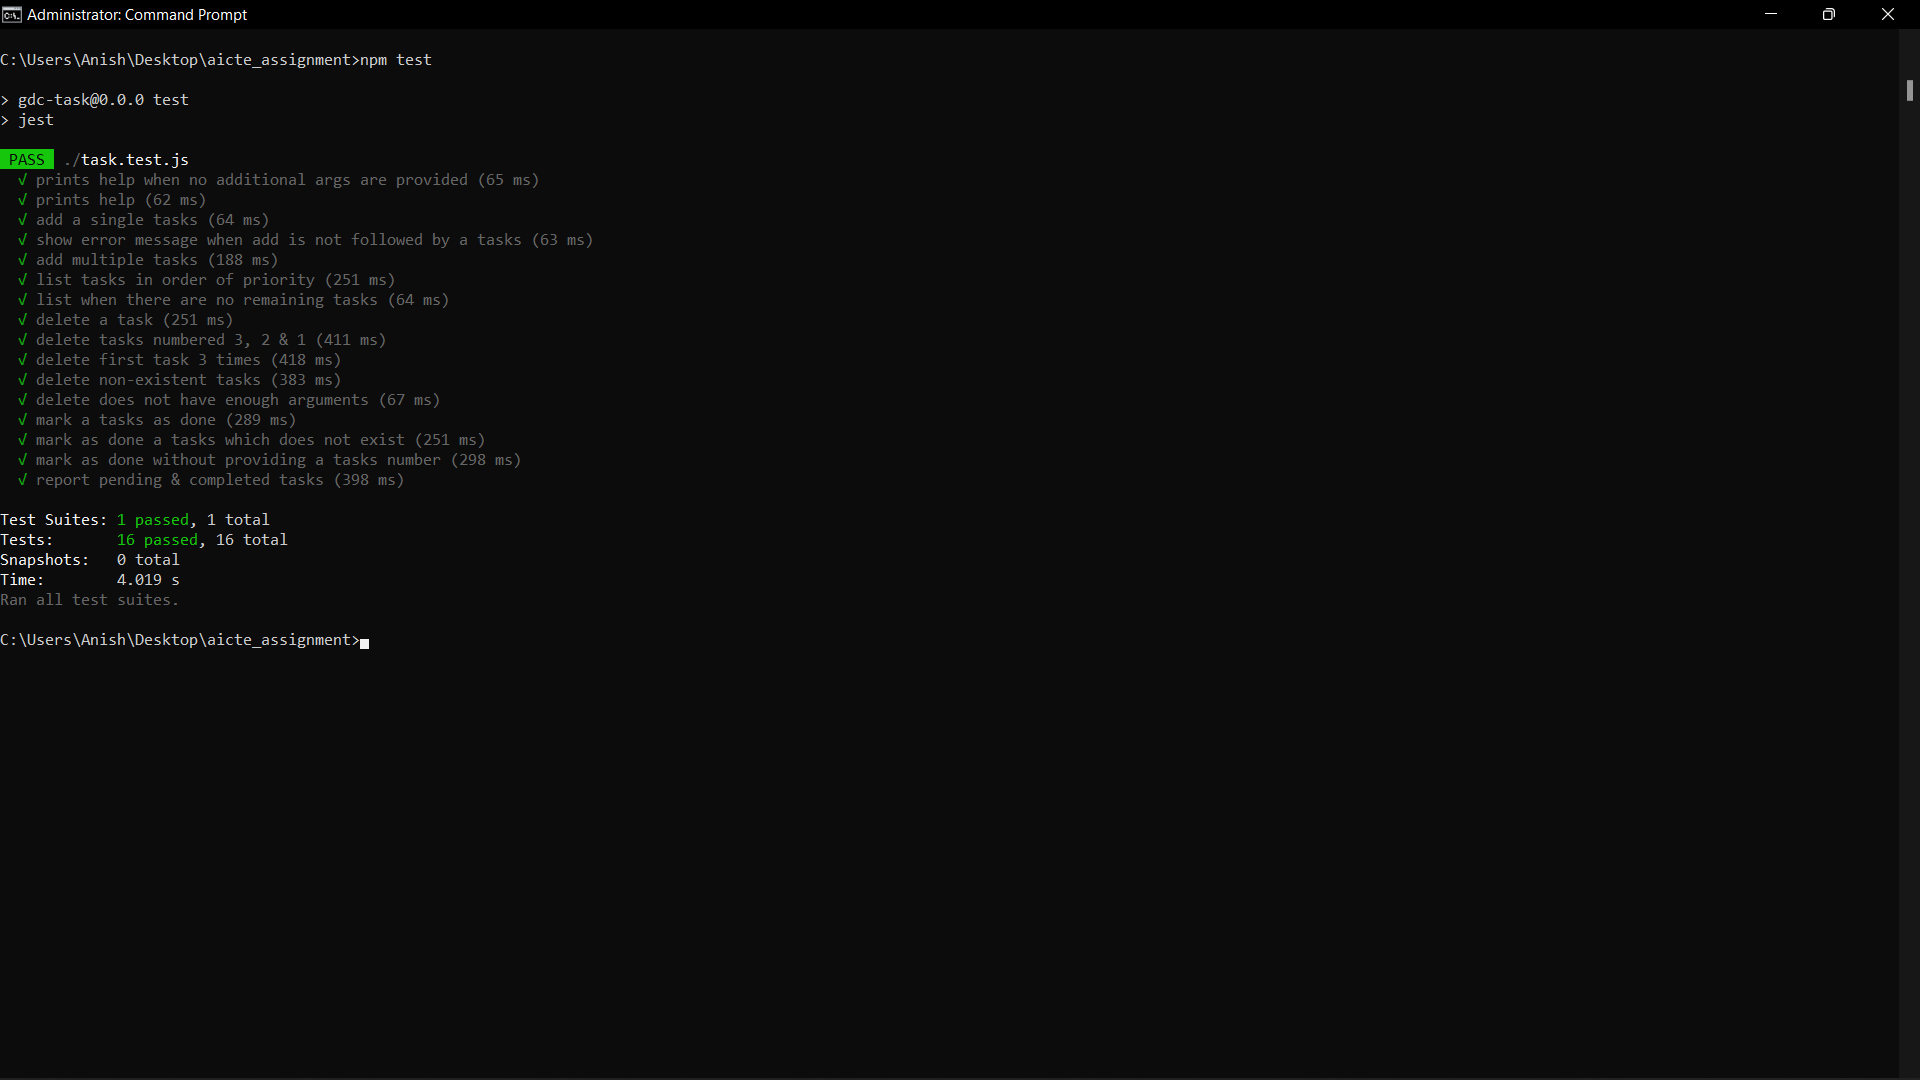 Administrator: Command Prompt
C:\Users\Anish\Desktop\aicte_assignment>npm test
> gdc-task@0.0.0 test
> jest
PASS ./task.test.js
√ prints help when no additional args are provided (65 ms)
√ prints help (62 ms)
√ add a single tasks (64 ms)
√ show error message when add is not followed by a tasks (63 ms)
√ add multiple tasks (188 ms)
√ list tasks in order of priority (251 ms)
√ list when there are no remaining tasks (64 ms)
√ delete a task (251 ms)
√ delete tasks numbered 3, 2 & 1 (411 ms)
√ delete first task 3 times (418 ms)
√ delete non-existent tasks (383 ms)
√ delete does not have enough arguments (67 ms)
√ mark a tasks as done (289 ms)
√ mark as done a tasks which does not exist (251 ms)
√ mark as done without providing a tasks number (298 ms)
√ report pending & completed tasks (398 ms)
Test Suites: 1 passed, 1 total
Tests: 16 passed, 16 total
Snapshots: 0 total
Time: 4.019 s
Ran all test suites.
C:\Users\Anish\Desktop\aicte_assignment>